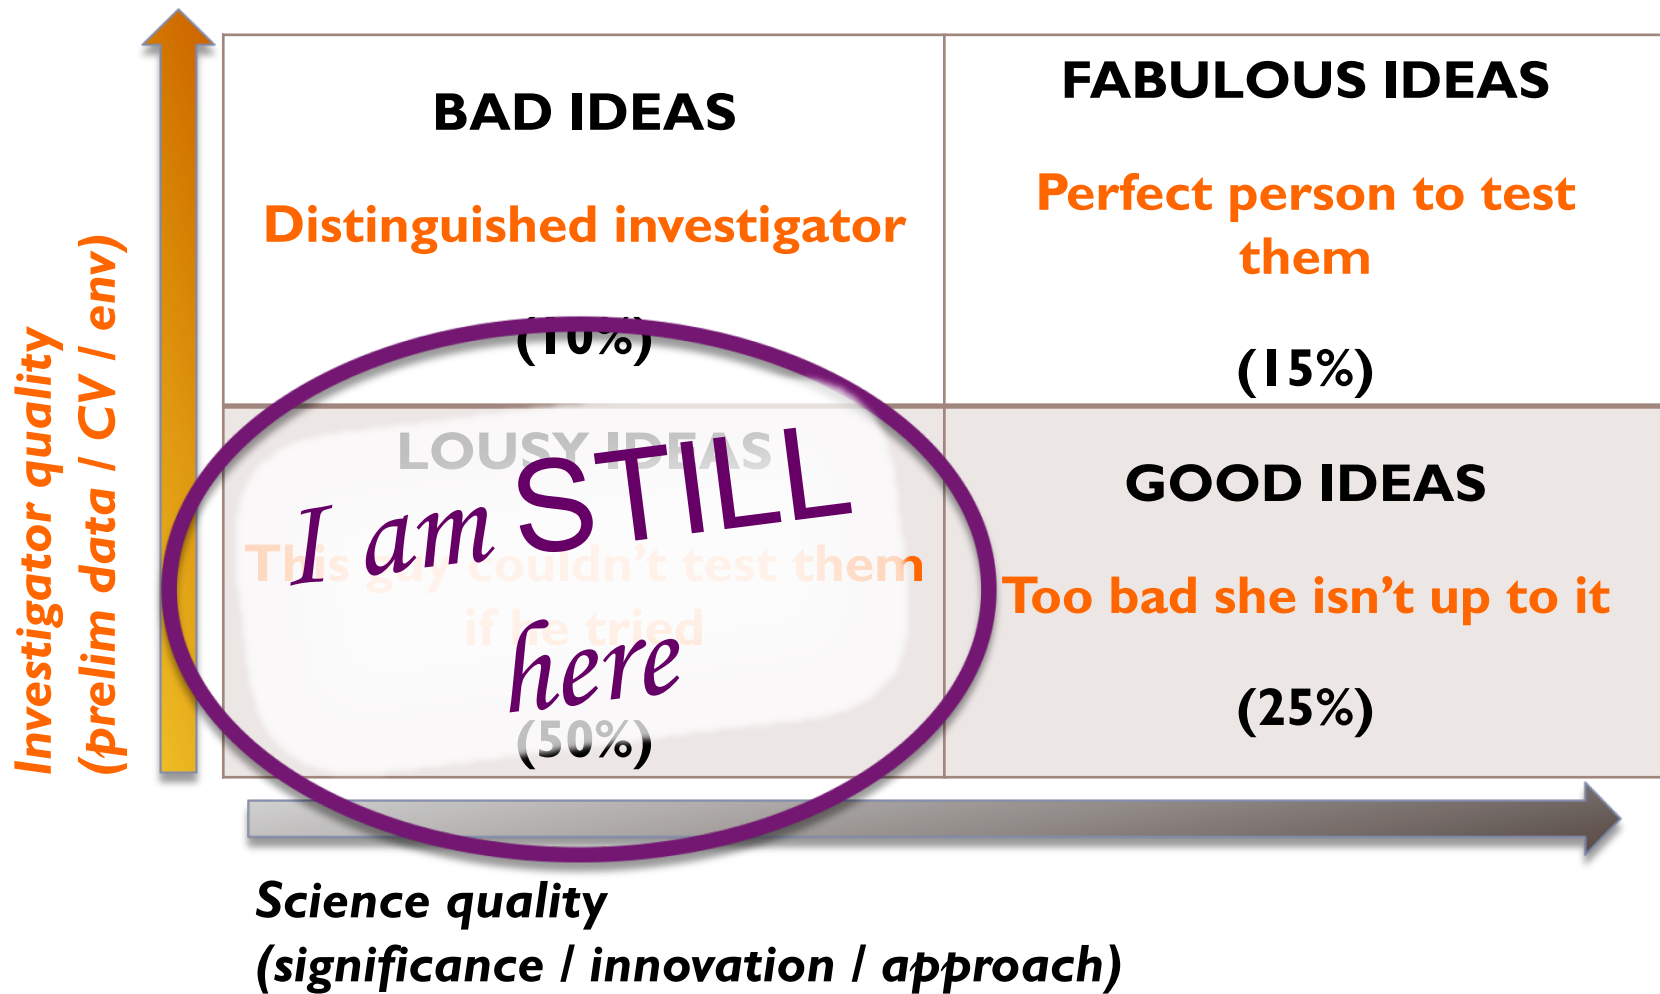 BAD IDEAS
Distinguished investigator
(10%)
FABULOUS IDEAS
Perfect person to test
them
(15%)
LOUSY IDEAS
This guy couldn't test them
if he tried
(50%)
I am STILL
here
GOOD IDEAS
Too bad she isn't up to it
(25%)
Investigator quality
(prelim data / CV / env)
Science quality
(significance / innovation / approach)